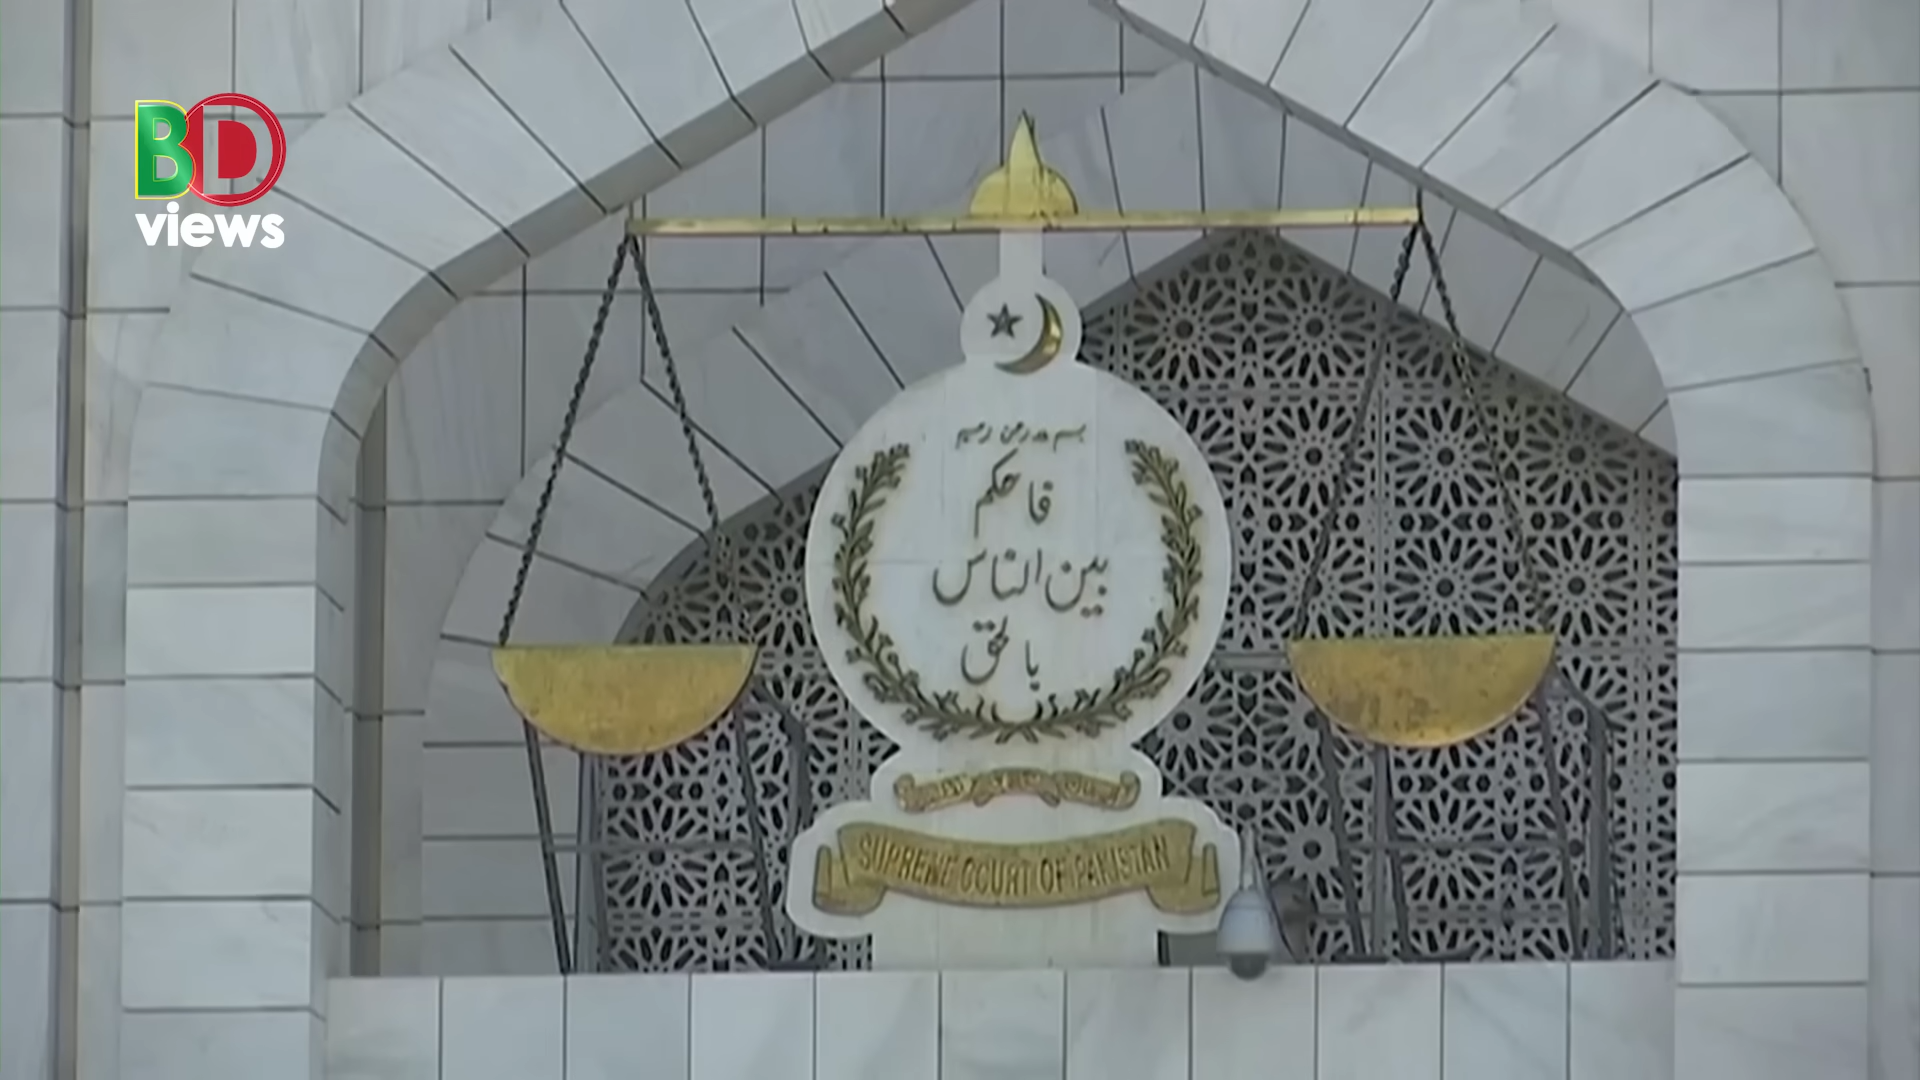 BD
views
فاحکم
بین الناس
بالحق
SUPREME COURT OF PAKISTAN